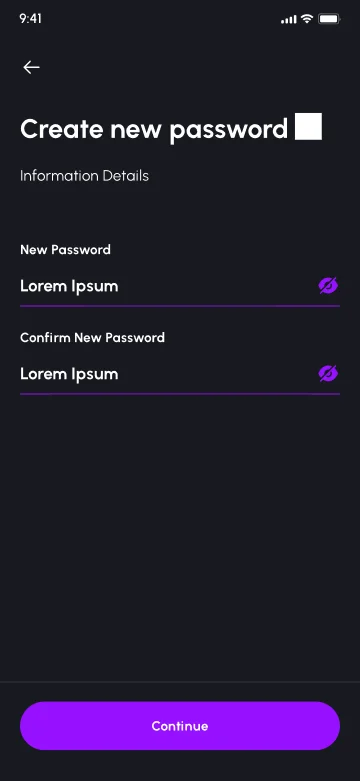 9:41
Create new password
Information Details
New Password
Lorem Ipsum
Confirm New Password
Lorem Ipsum
Continue